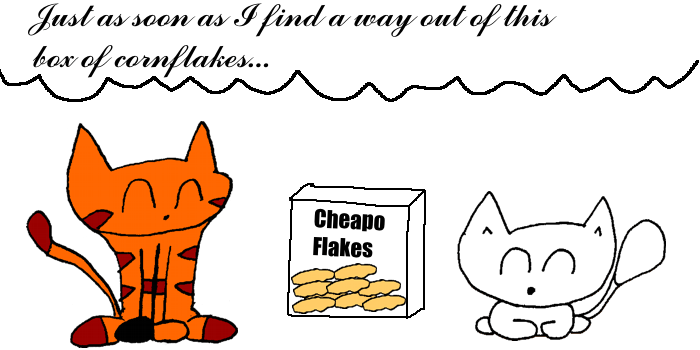 Just as soon as I find a way out of this
box of cornflakes...
Cheapo
Flakes